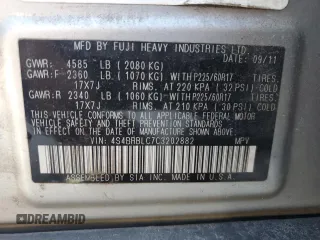 MFD BY FUJI HEAVY INDUSTRIES LTD.
GVWR: 4585 LB (2080 KG) 09/11
GAWR:F 2360 LB (1070 KG) WITH P225/60R17 TIRES,
17X7J RIMS, AT 220 KPA (32 PSI) COLD
GAWR:R 2340 LB (1060 KG) WITH P225/60R17 TIRES,
17X7J RIMS, AT 210 KPA (30 PSI) COLD
THIS VEHICLE CONFORMS TO ALL APPLICABLE FEDERAL MOTOR
VEHICLE SAFETY, BUMPER, AND THEFT PREVENTION STANDARDS
IN EFFECT ON THE DATE OF MANUFACTURE SHOWN ABOVE.
VIN: 4S4BRBLC7C3202882 MPV
ASSEMBLED BY SIA MADE IN U.S.A.